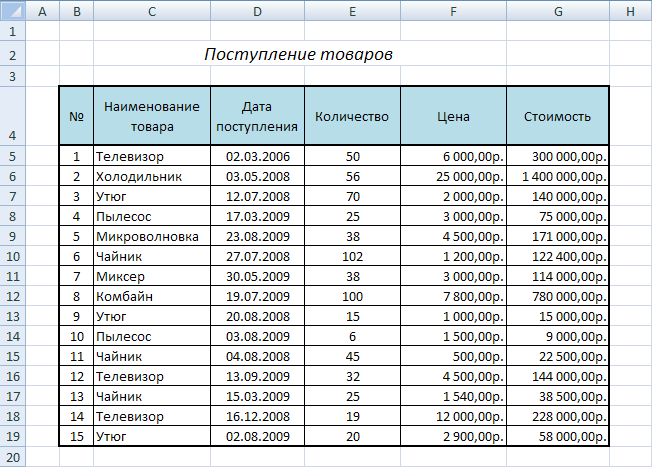 A B C D E F G H
1
2 Поступление товаров
3
4 № Наименование товара Дата поступления Количество Цена Стоимость
5 1 Телевизор 02.03.2006 50 6 000,00р. 300 000,00р.
6 2 Холодильник 03.05.2008 56 25 000,00р. 1 400 000,00р.
7 3 Утюг 12.07.2008 70 2 000,00р. 140 000,00р.
8 4 Пылесос 17.03.2009 25 3 000,00р. 75 000,00р.
9 5 Микроволновка 23.08.2009 38 4 500,00р. 171 000,00р.
10 6 Чайник 27.07.2008 102 1 200,00р. 122 400,00р.
11 7 Миксер 30.05.2009 38 3 000,00р. 114 000,00р.
12 8 Комбайн 19.07.2009 100 7 800,00р. 780 000,00р.
13 9 Утюг 20.08.2008 15 1 000,00р. 15 000,00р.
14 10 Пылесос 03.08.2009 6 1 500,00р. 9 000,00р.
15 11 Чайник 04.08.2008 45 500,00р. 22 500,00р.
16 12 Телевизор 13.09.2009 32 4 500,00р. 144 000,00р.
17 13 Чайник 15.03.2009 25 1 540,00р. 38 500,00р.
18 14 Телевизор 16.12.2008 19 12 000,00р. 228 000,00р.
19 15 Утюг 02.08.2009 20 2 900,00р. 58 000,00р.
20